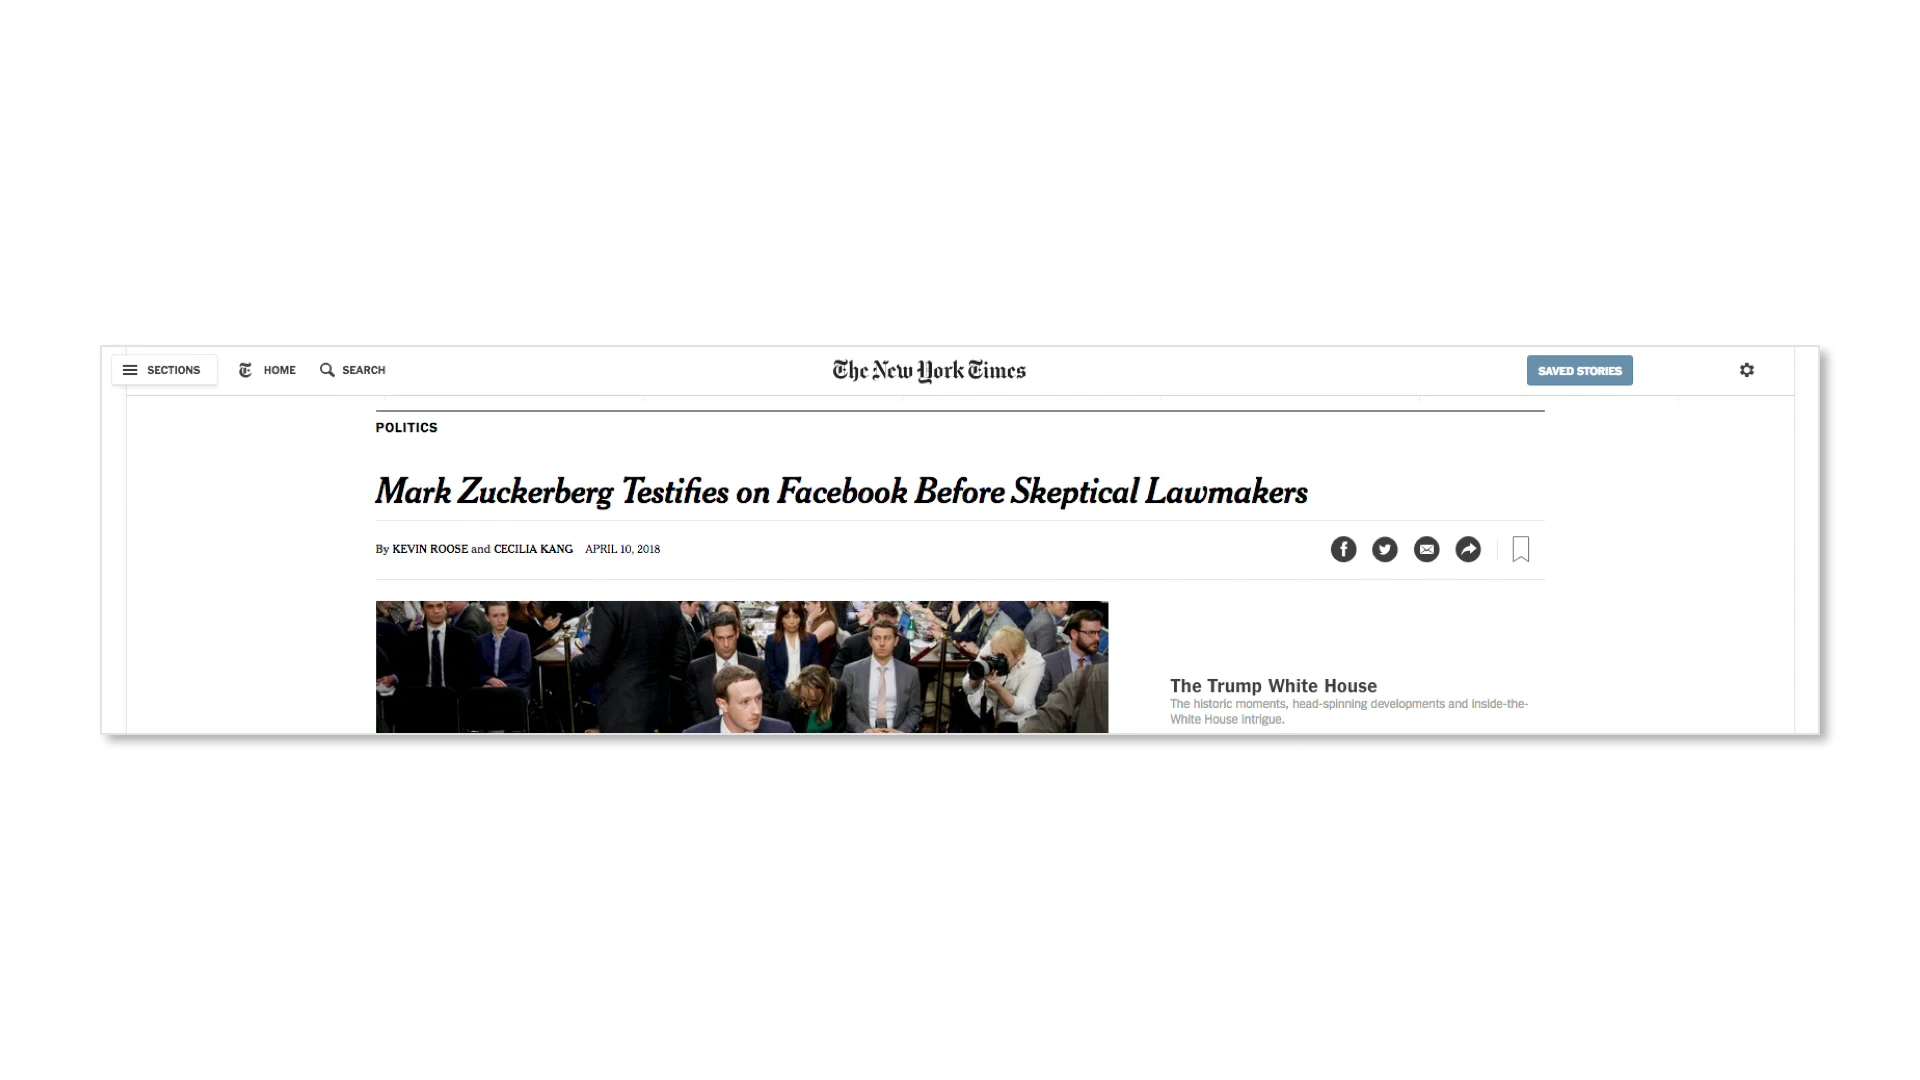 SECTIONS HOME SEARCH The New York Times SAVED STORIES
POLITICS
Mark Zuckerberg Testifies on Facebook Before Skeptical Lawmakers
By KEVIN ROOSE and CECILIA KANG APRIL 10, 2018
The Trump White House
The historic moments, head-spinning developments and inside-the-
White House intrigue.